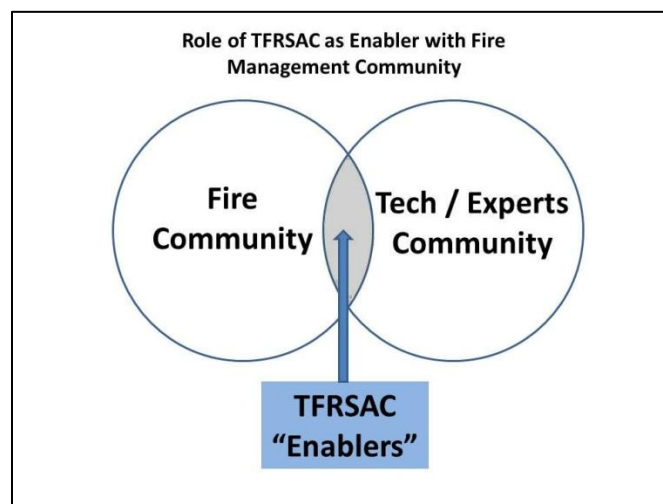 Role of TFRSAC as Enabler with Fire
Management Community
Fire
Community
Tech / Experts
Community
TFRSAC
“Enablers”